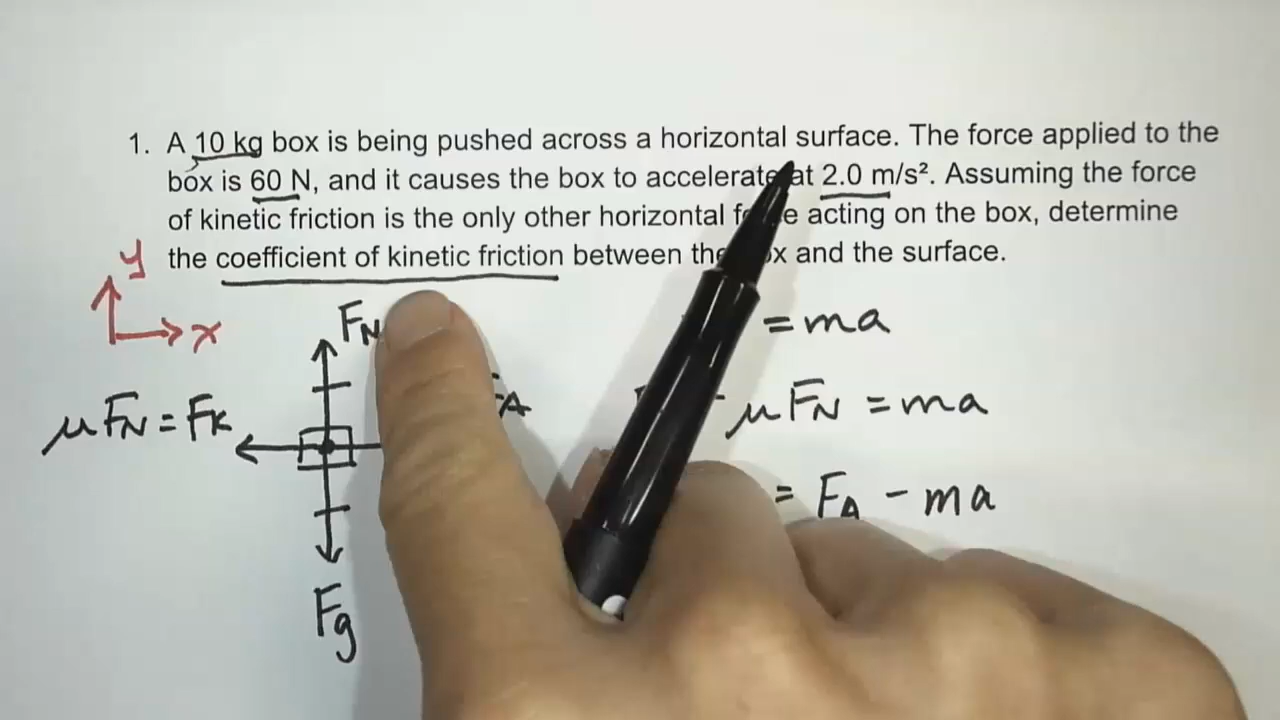 1. A 10 kg box is being pushed across a horizontal surface. The force applied to the
box is 60 N, and it causes the box to accelerate at 2.0 m/s². Assuming the force
of kinetic friction is the only other horizontal acting on the box, determine
the coefficient of kinetic friction between the and the surface.
y
x
FN
= ma
μFN = FK
A
- μFN = ma
= FA - ma
Fg